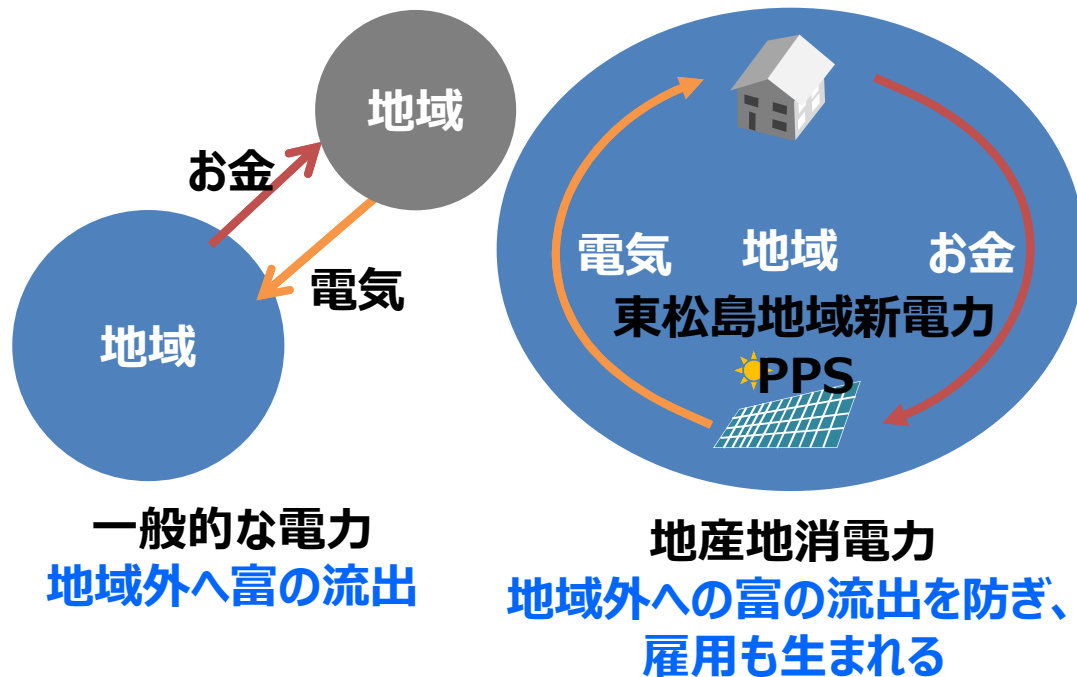 地域
お金
電気
地域
一般的な電力
地域外へ富の流出
電気
地域
お金
東松島地域新電力
PPS
地産地消電力
地域外への富の流出を防ぎ、
雇用も生まれる